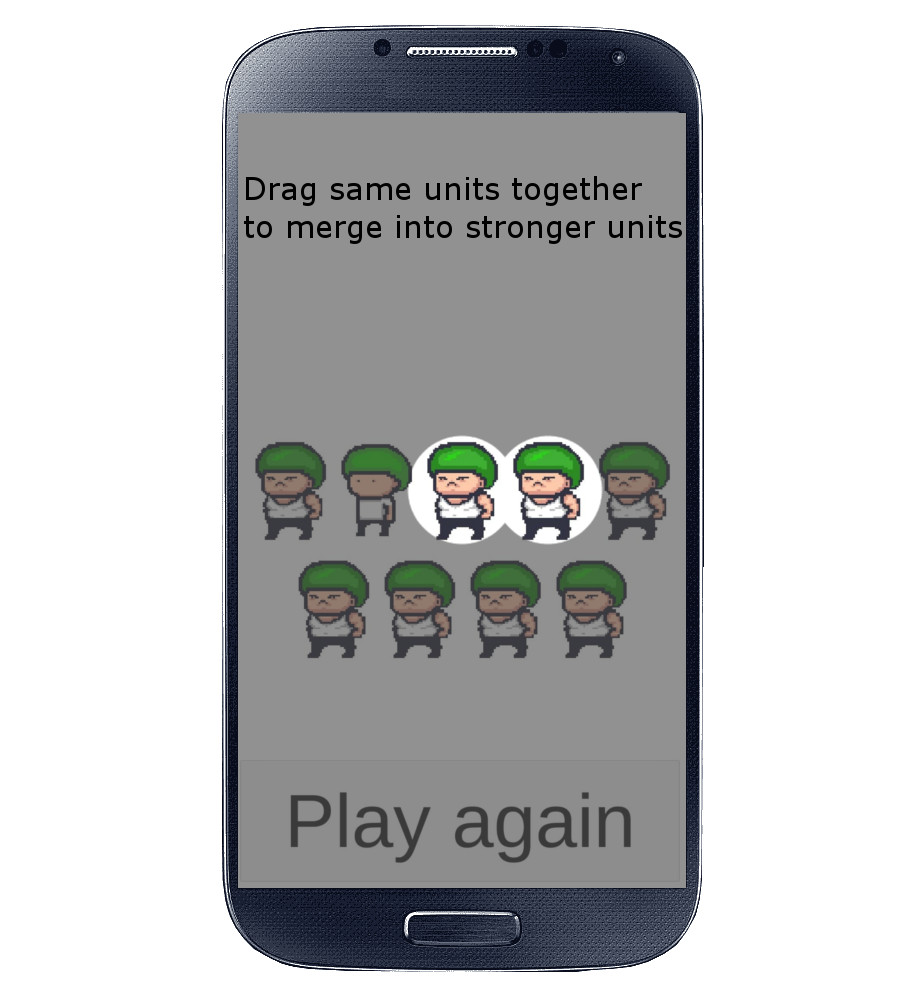 Drag same units together
to merge into stronger units
Play again